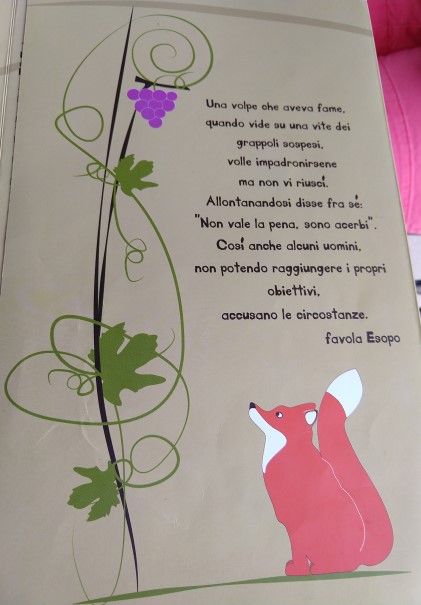 Una volpe che aveva fame,
quando vide su una vite dei
grappoli sospesi,
volle impadronirsene
ma non vi riuscí.
Allontanandosi disse fra sé:
"Non vale la pena, sono acerbi".
Cosí anche alcuni uomini,
non potendo raggiungere i propri
obiettivi,
accusano le circostanze.
favola Esopo